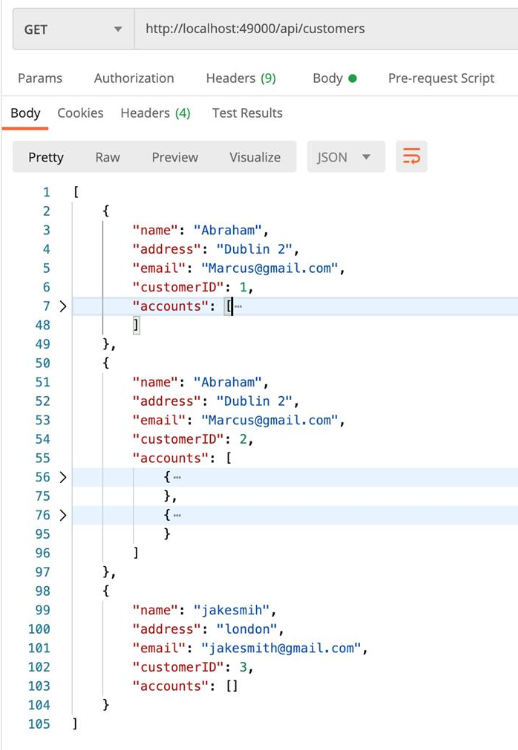 GET http://localhost:49000/api/customers
Params Authorization Headers (9) Body Pre-request Script
Body Cookies Headers (4) Test Results
Pretty Raw Preview Visualize JSON
1 [
2 {
3 "name": "Abraham",
4 "address": "Dublin 2",
5 "email": "Marcus@gmail.com",
6 "customerID": 1,
7 "accounts": [⋯
48 ]
49 },
50 {
51 "name": "Abraham",
52 "address": "Dublin 2",
53 "email": "Marcus@gmail.com",
54 "customerID": 2,
55 "accounts": [
56 {⋯
75 },
76 {⋯
95 }
96 ]
97 },
98 {
99 "name": "jakesmih",
100 "address": "london",
101 "email": "jakesmith@gmail.com",
102 "customerID": 3,
103 "accounts": []
104 }
105 ]